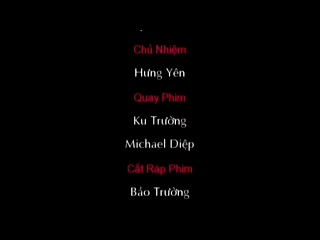 Chủ Nhiệm
Hưng Yên
Quay Phim
Ku Trường
Michael Diệp
Cắt Ráp Phim
Bảo Trường